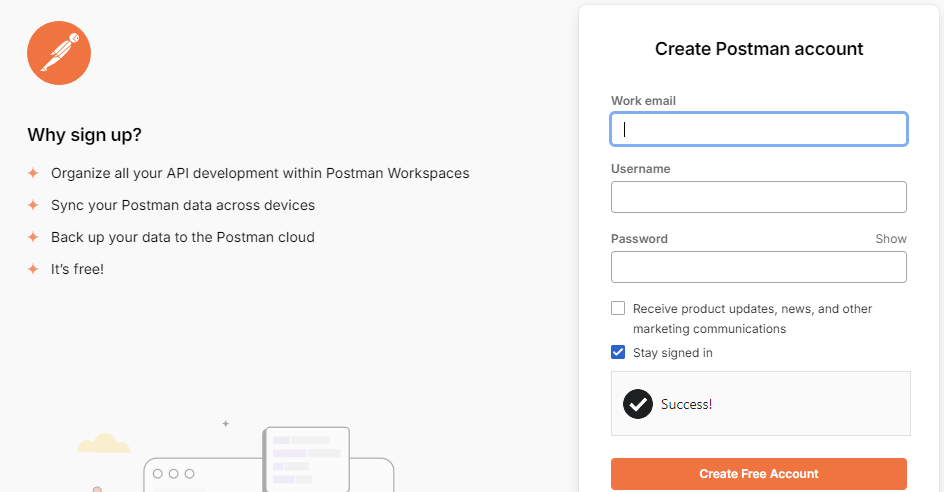 Why sign up?
Organize all your API development within Postman Workspaces
Sync your Postman data across devices
Back up your data to the Postman cloud
It's free!
Create Postman account
Work email
Username
Password Show
Receive product updates, news, and other
marketing communications
Stay signed in
Success!
Create Free Account